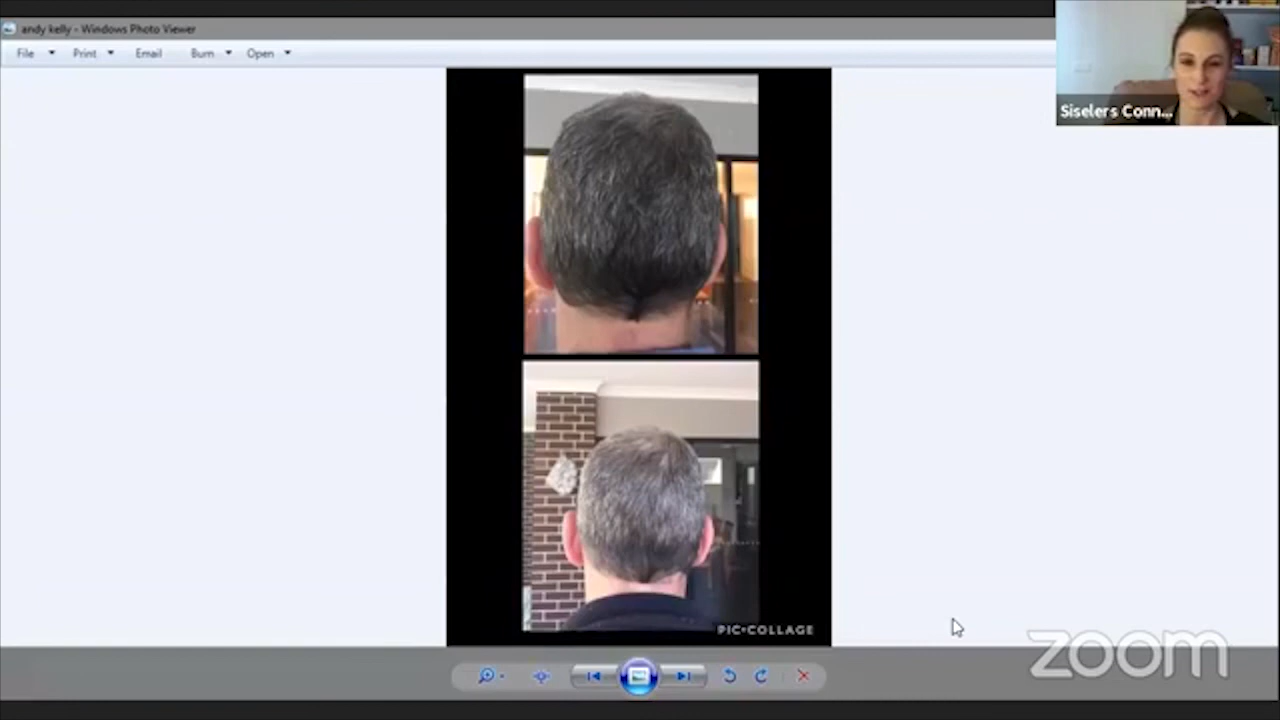 andy kelly - Windows Photo Viewer
File Print Email Burn Open
Siselers Conn...
PIC•COLLAGE
zoom